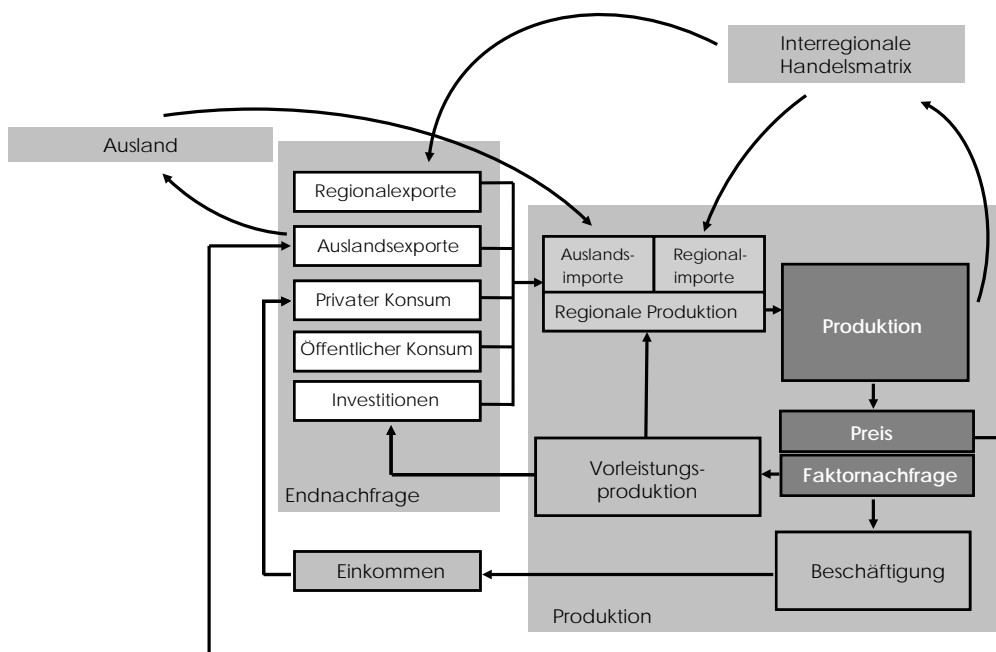 Interregionale
Handelsmatrix
Ausland
Regionalexporte
Auslandsexporte
Privater Konsum
Öffentlicher Konsum
Investitionen
Endnachfrage
Auslands-
importe
Regional-
importe
Regionale Produktion
Produktion
Preis
Faktornachfrage
Vorleistungs-
produktion
Beschäftigung
Einkommen
Produktion